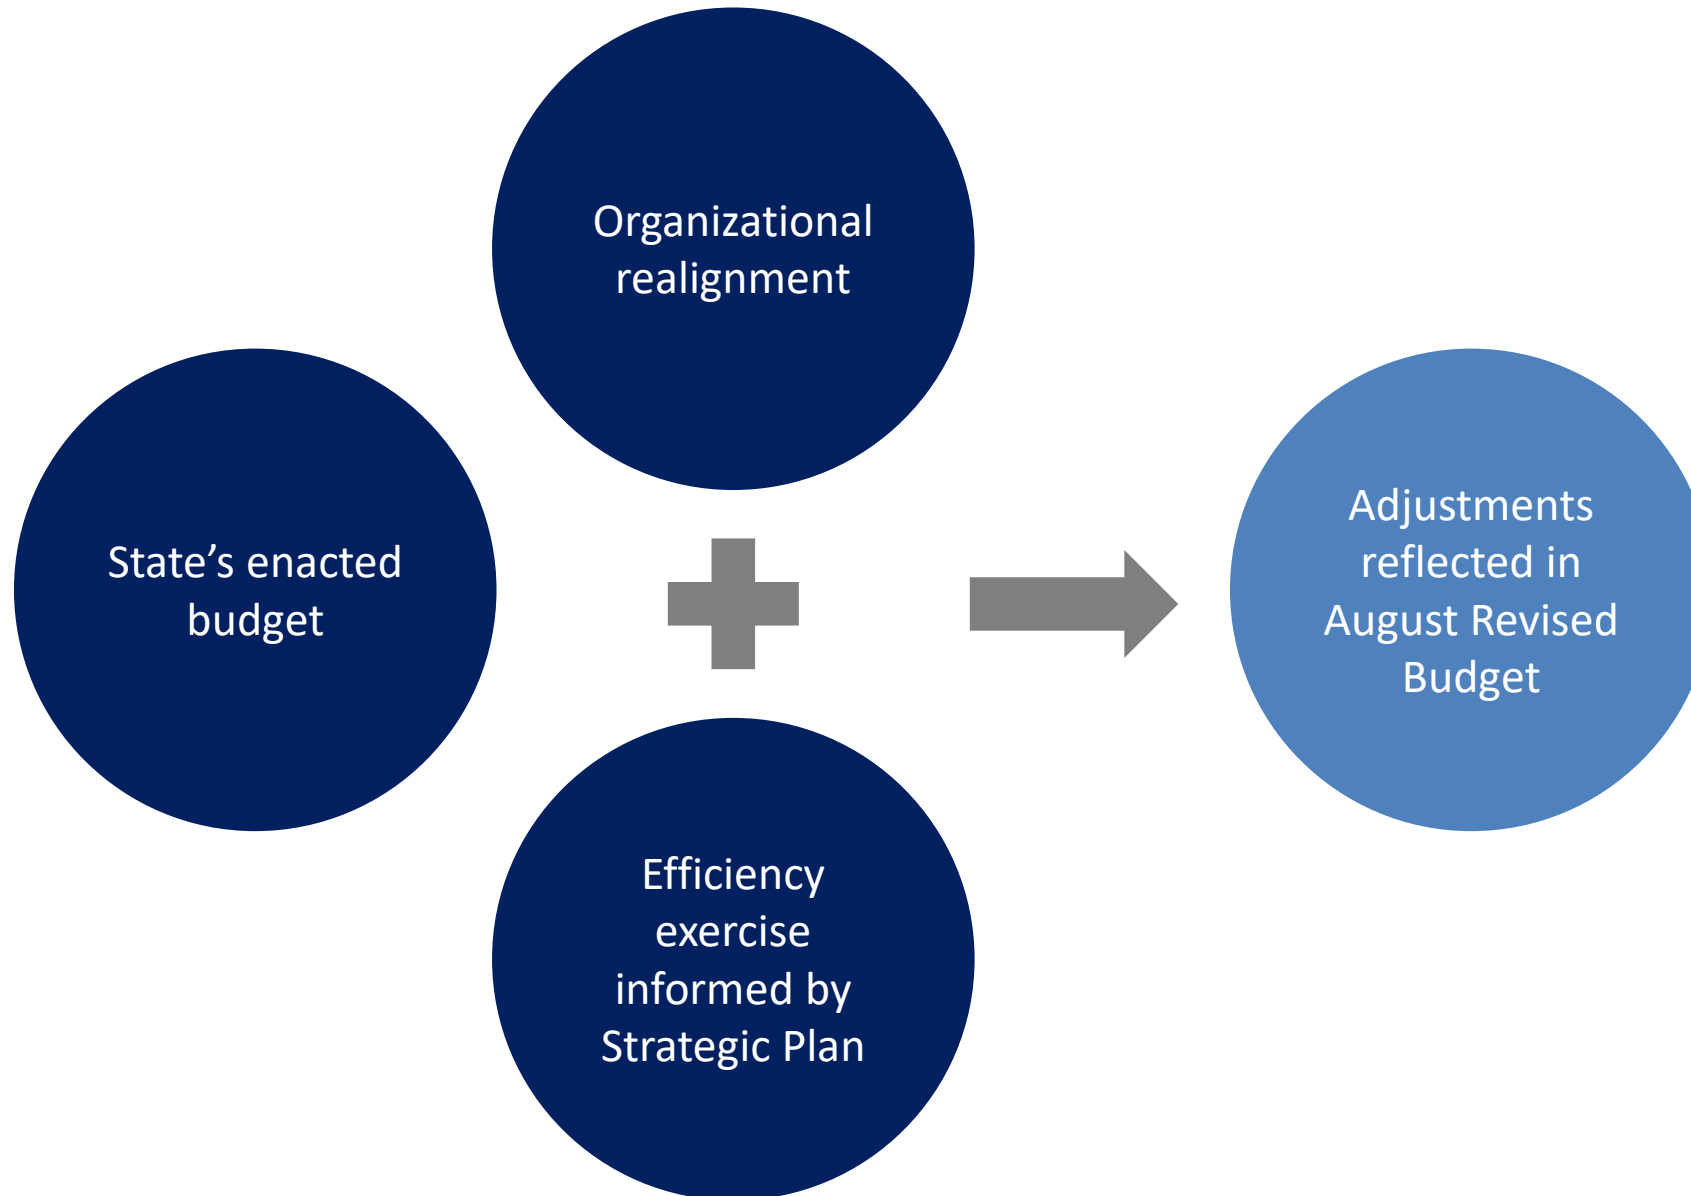 Organizational
realignment
State’s enacted
budget
Efficiency
exercise
informed by
Strategic Plan
Adjustments
reflected in
August Revised
Budget